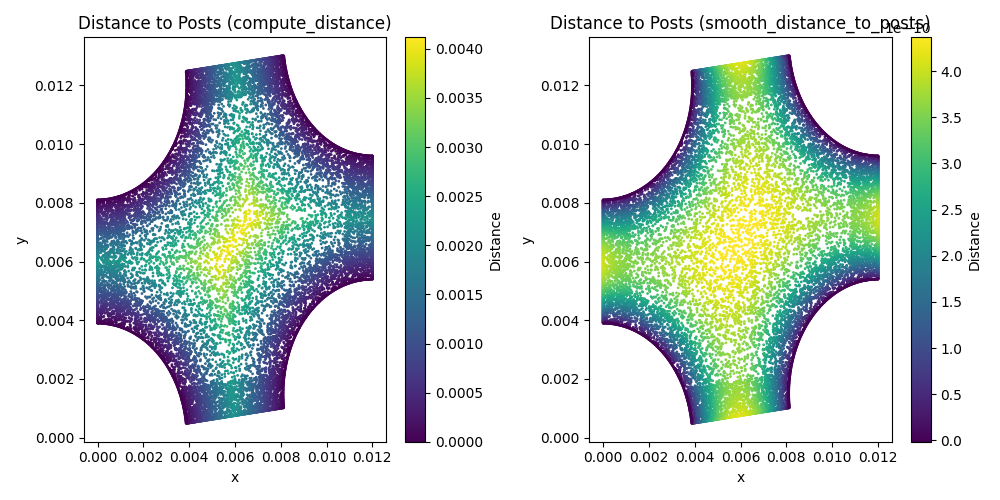 Distance to Posts (compute_distance)
0.012
0.010
0.008
0.006
0.004
0.002
0.000
0.000 0.002 0.004 0.006 0.008 0.010 0.012
x
y
0.0040
0.0035
0.0030
0.0025
0.0020
0.0015
0.0010
0.0005
0.0000
Distance
Distance to Posts (smooth_distance_to_posts)
1e−10
0.012
0.010
0.008
0.006
0.004
0.002
0.000
0.000 0.002 0.004 0.006 0.008 0.010 0.012
x
y
4.0
3.5
3.0
2.5
2.0
1.5
1.0
0.5
0.0
Distance